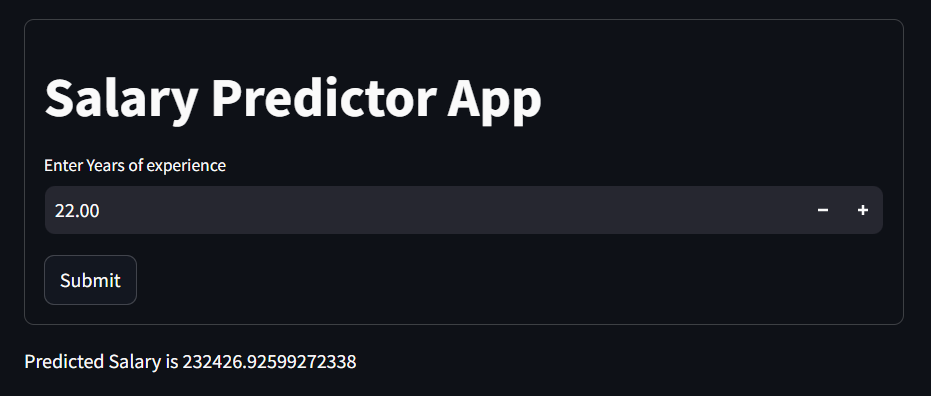 Salary Predictor App
Enter Years of experience
22.00 − +
Submit
Predicted Salary is 232426.92599272338